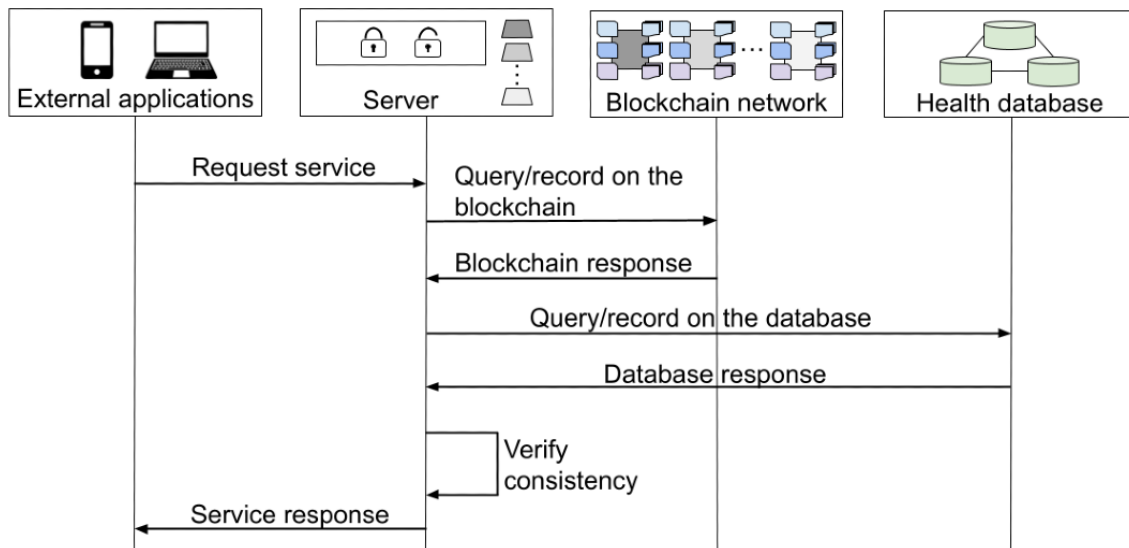 External applications
Server
Blockchain network
Health database
Request service
Query/record on the
blockchain
Blockchain response
Query/record on the database
Database response
Verify
consistency
Service response